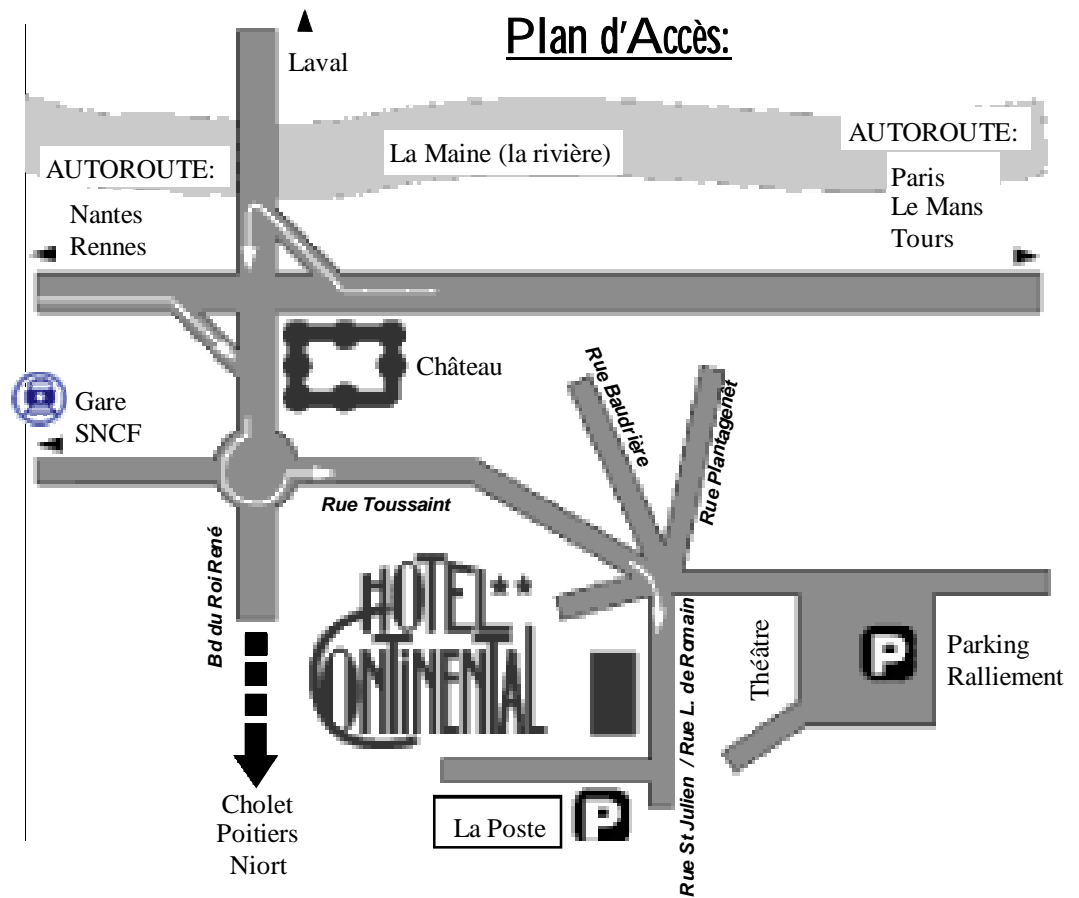 Plan d'Accès:
Laval
AUTOROUTE:
La Maine (la rivière)
AUTOROUTE:
Nantes
Rennes
Paris
Le Mans
Tours
Château
Gare
SNCF
Rue Baudrière
Rue Plantagenêt
Rue Toussaint
Bd du Roi René
HOTEL**
CONTINENTAL
Rue St Julien / Rue L. de Romain
Théâtre
P
Parking
Ralliement
Cholet
Poitiers
Niort
La Poste
P